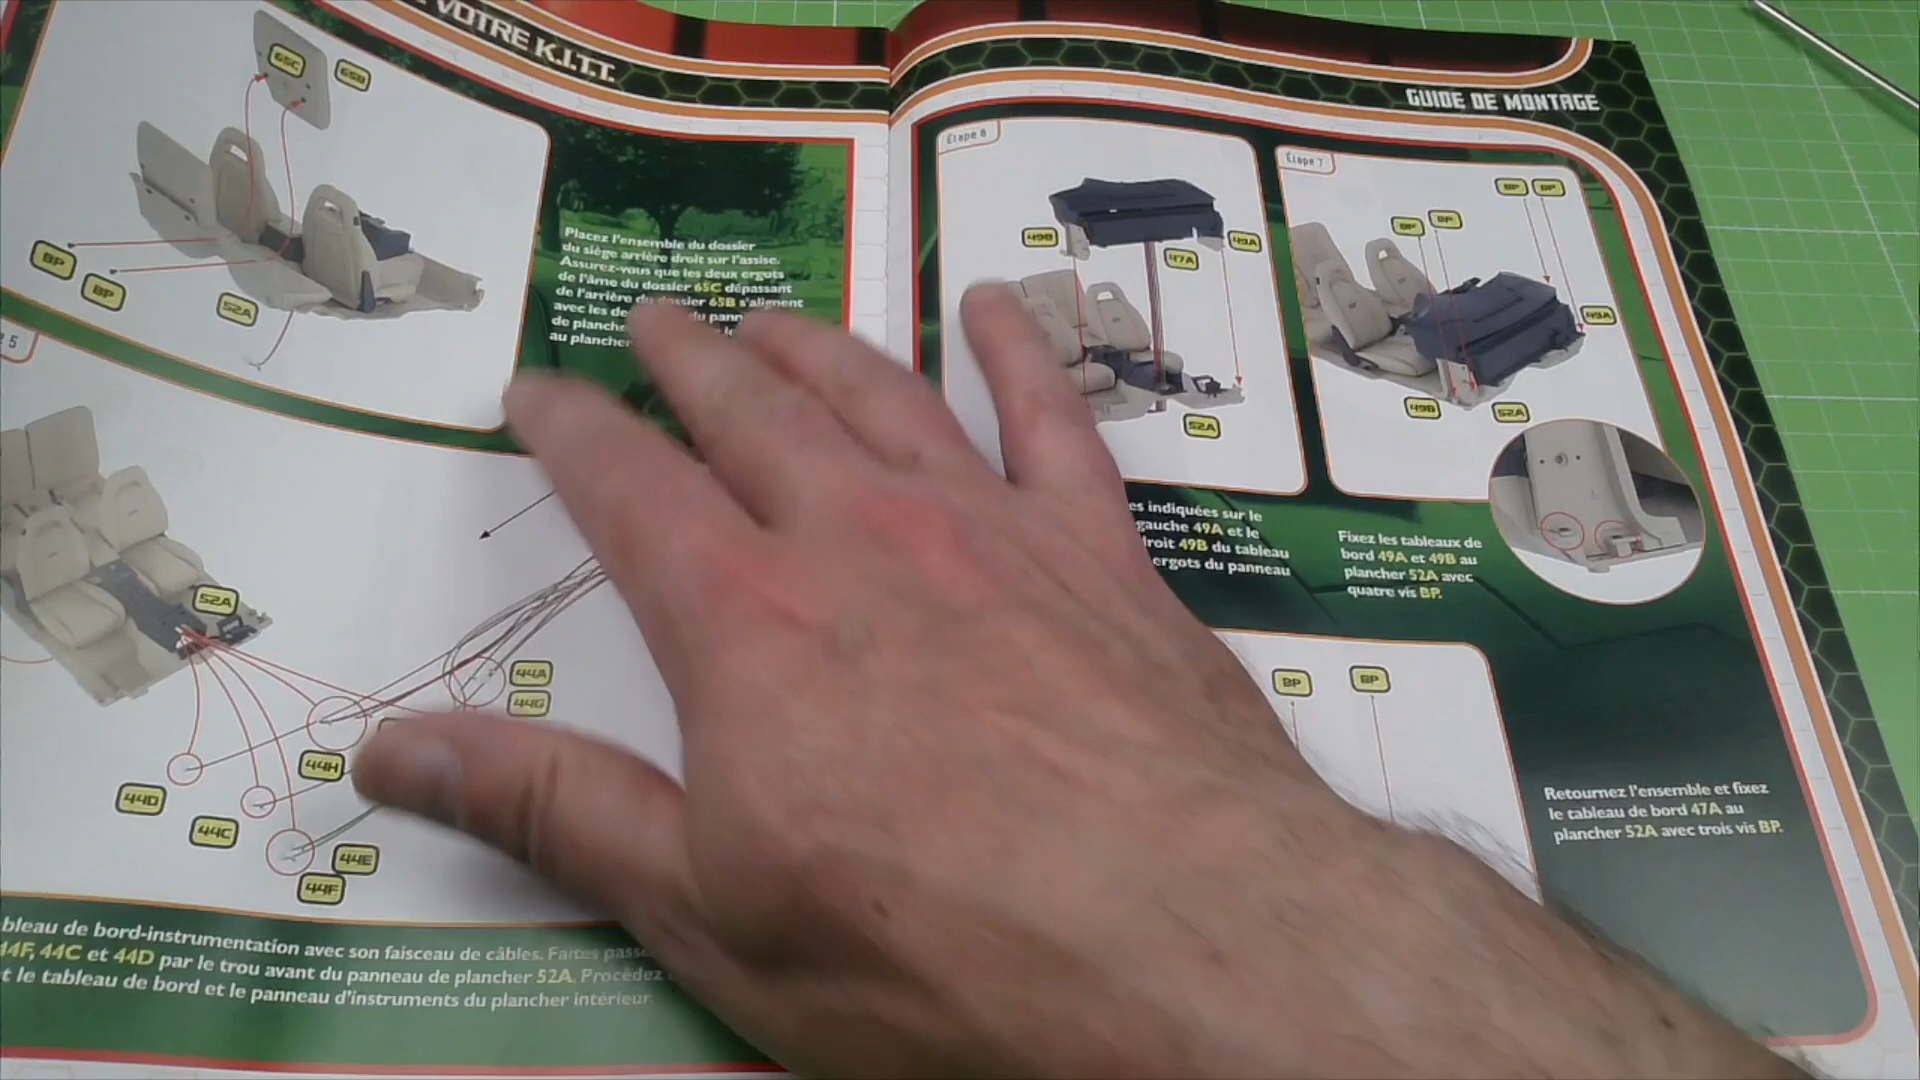 VOTRE K.I.T.T.
65C
65B
BP
BP
52A
Placez l'ensemble du dossier
du siège arrière droit sur l'assise.
Assurez-vous que les deux ergots
de l'âme du dossier 65C dépassant
de l'arrière du dossier 65B s'alignent
avec les
de planche
au plancher
5
52A
44A
44G
44H
44D
44C
44E
44F
bleau de bord-instrumentation avec son faisceau de câbles. Faites
44F, 44C et 44D par le trou avant du panneau de plancher 52A. Procédez
t le tableau de bord et le panneau d'instruments du plancher intérieur.
GUIDE DE MONTAGE
Étape 6
49B
49A
47A
52A
es indiquées sur le
gauche 49A et le
droit 49B du tableau
ergots du panneau
Étape 7
BP
BP
BP
BP
49A
49B
52A
Fixez les tableaux de
bord 49A et 49B au
plancher 52A avec
quatre vis BP.
BP
BP
Retournez l'ensemble et fixez
le tableau de bord 47A au
plancher 52A avec trois vis BP.